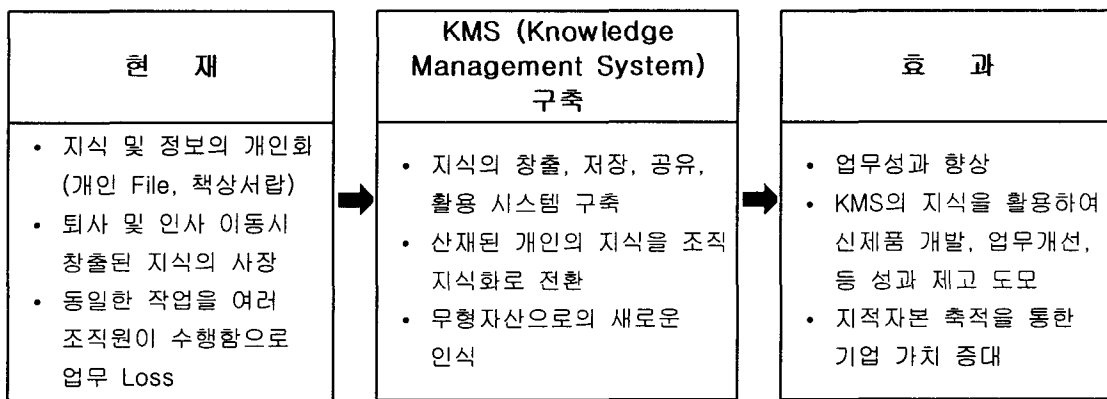 현 재
• 지식 및 정보의 개인화
(개인 File, 책상서랍)
• 퇴사 및 인사 이동시
창출된 지식의 사장
• 동일한 작업을 여러
조직원이 수행함으로
업무 Loss
KMS (Knowledge
Management System)
구축
• 지식의 창출, 저장, 공유,
활용 시스템 구축
• 산재된 개인의 지식을 조직
지식화로 전환
• 무형자산으로의 새로운
인식
효 과
• 업무성과 향상
• KMS의 지식을 활용하여
신제품 개발, 업무개선,
등 성과 제고 도모
• 지적자본 축적을 통한
기업 가치 증대